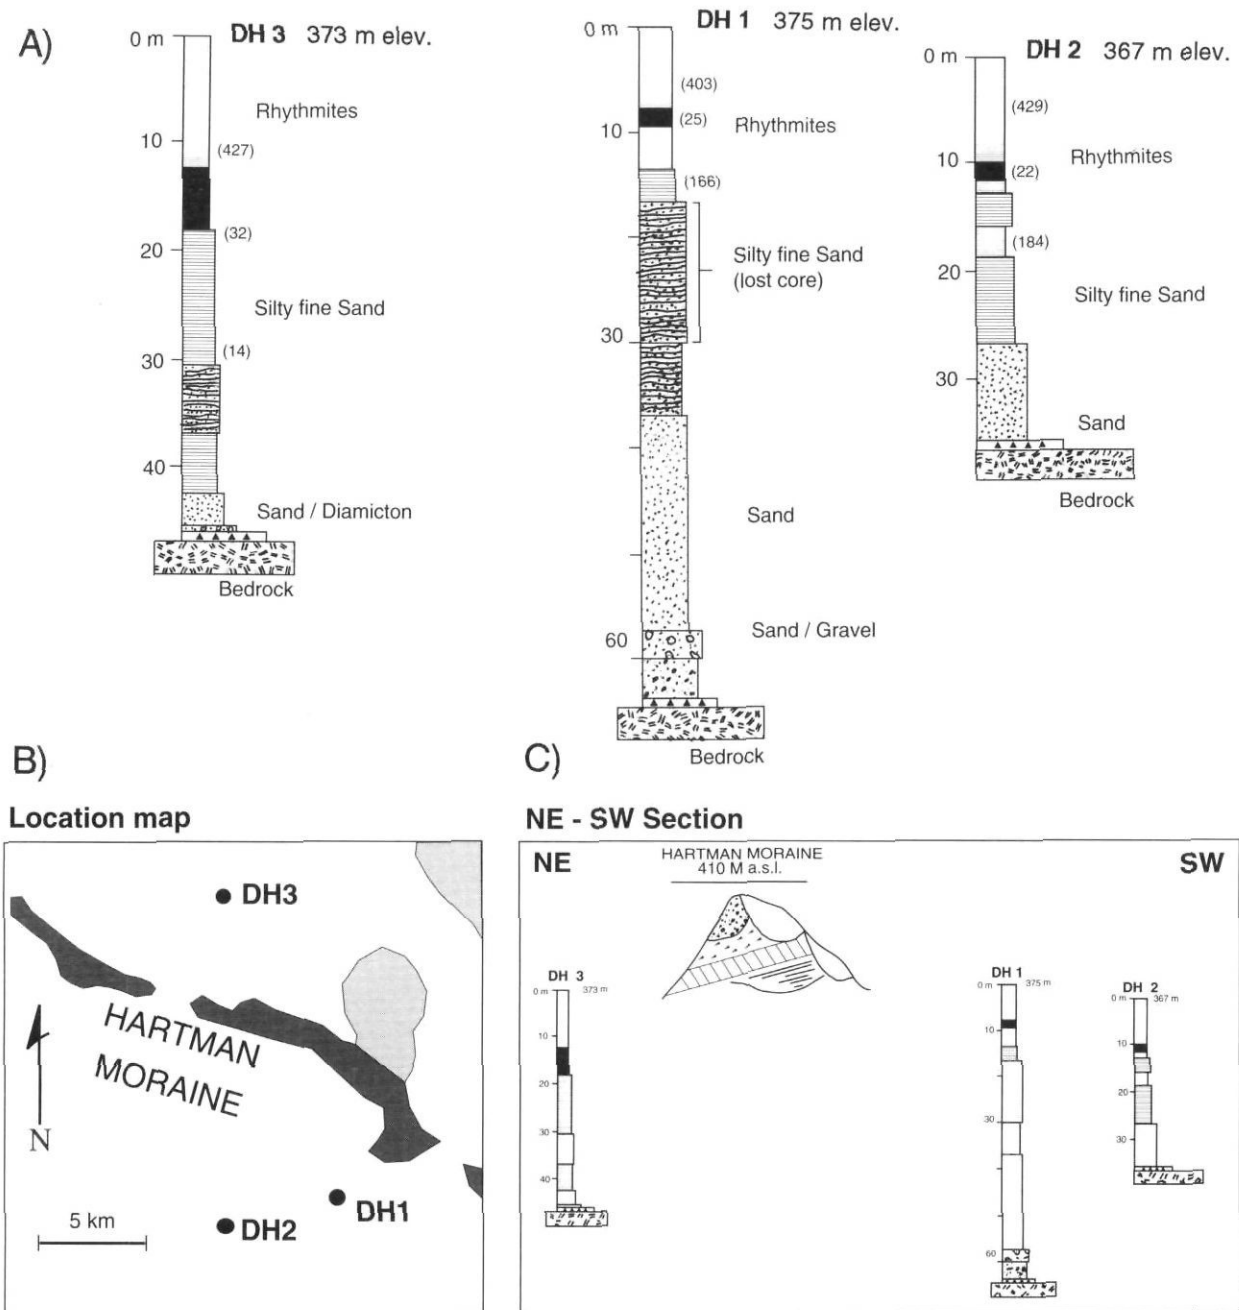 A)
DH 3 373 m elev.
0 m
Rhythmites
10
(427)
20
(32)
Silty fine Sand
(14)
30
40
Sand / Diamicton
Bedrock
DH 1 375 m elev.
0 m
(403)
(25)
10
Rhythmites
(166)
Silty fine Sand
(lost core)
30
Sand
60
Sand / Gravel
Bedrock
DH 2 367 m elev.
0 m
(429)
10
Rhythmites
(22)
(184)
20
Silty fine Sand
30
Sand
Bedrock
B)
Location map
DH3
HARTMAN
MORAINE
N
5 km
DH1
DH2
C)
NE - SW Section
NE
HARTMAN MORAINE
410 M a.s.l.
SW
DH 3
0 m
373 m
10
20
30
40
DH 1
0 m
375 m
10
30
60
DH 2
0 m
367 m
10
20
30